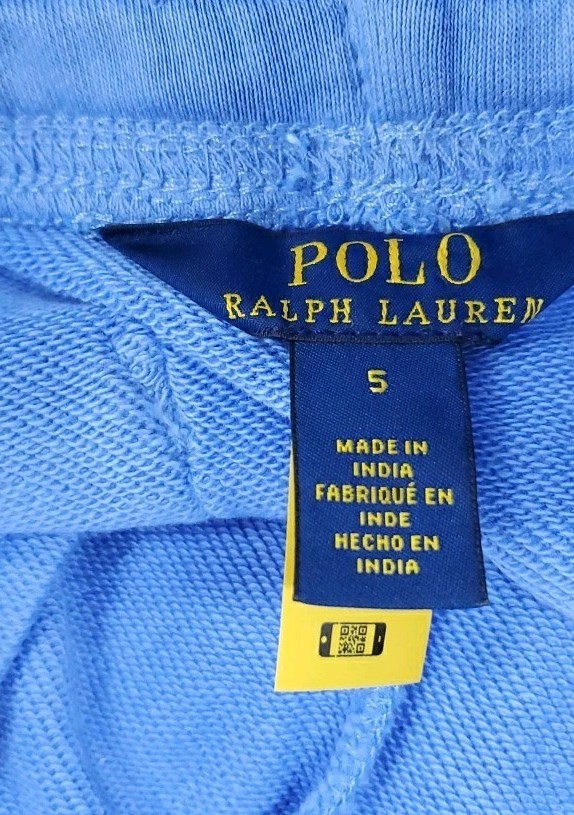 POLO
RALPH LAUREN
5
MADE IN
INDIA
FABRIQUÉ EN
INDE
HECHO EN
INDIA